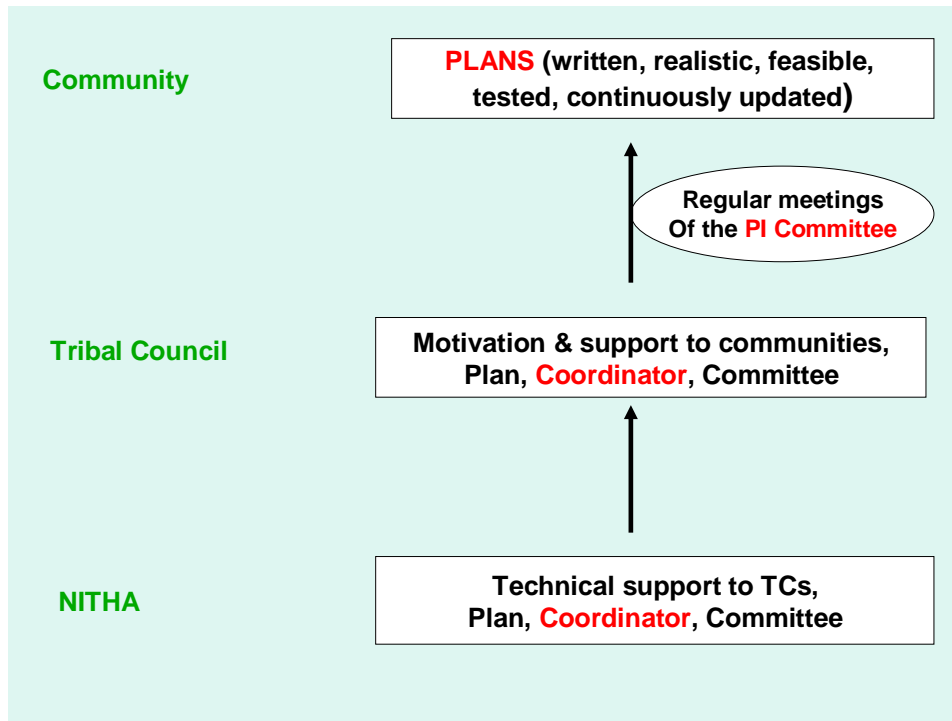 Community
PLANS (written, realistic, feasible,
tested, continuously updated)
Regular meetings
Of the PI Committee
Tribal Council
Motivation & support to communities,
Plan, Coordinator, Committee
NITHA
Technical support to TCs,
Plan, Coordinator, Committee